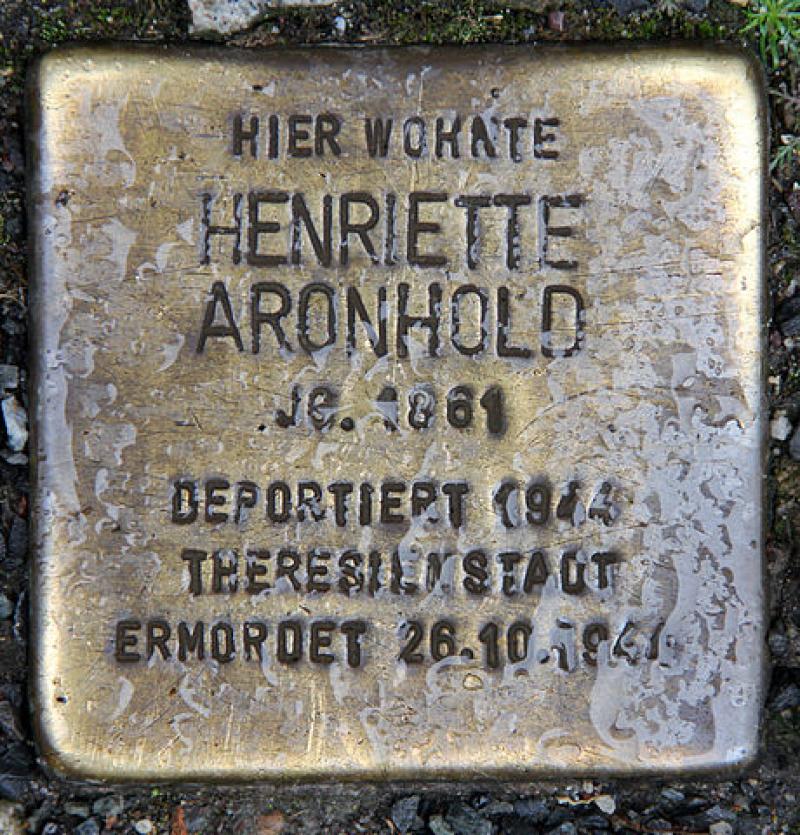 HIER WOHNTE
HENRIETTE
ARONHOLD
JG. 1861
DEPORTIERT 1944
THERESIENSTADT
ERMORDET 26.10.1944